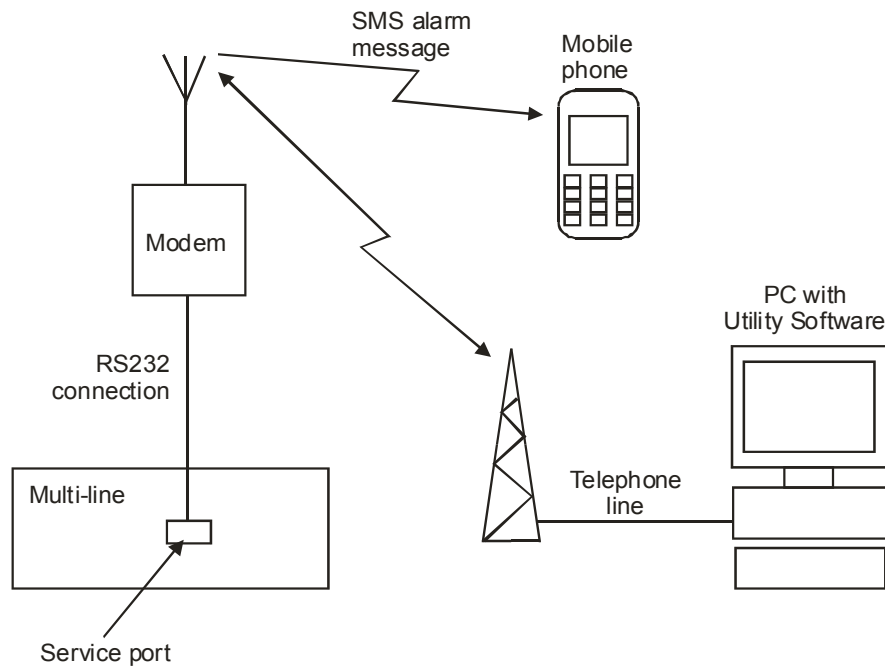 SMS alarm
message
Mobile
phone
Modem
PC with
Utility Software
RS232
connection
Multi-line
Telephone
line
Service port